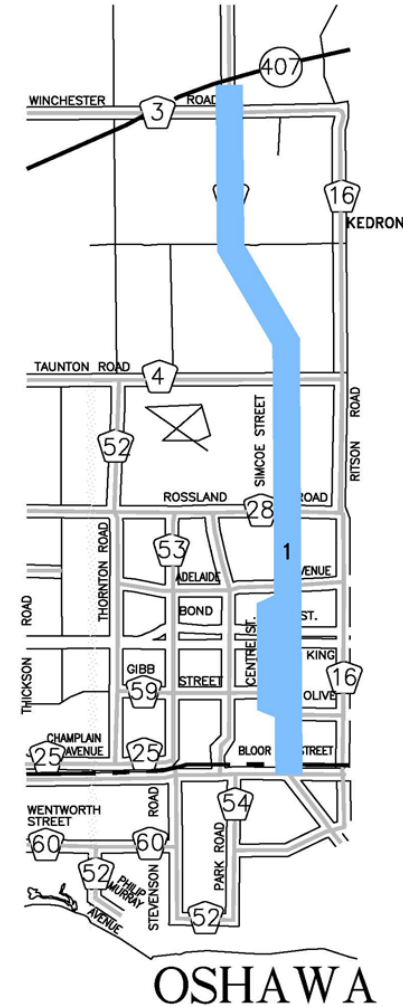 407
WINCHESTER ROAD
3
16
KEDRON
TAUNTON ROAD
4
52
SIMCOE STREET
RITSON ROAD
ROSSLAND ROAD
28
THORNTON ROAD
53
1
ADELAIDE VENUE
THICKSON ROAD
BOND ST.
CENTRE ST.
KING
GIBB STREET
59
16
OLIVE
CHAMPLAIN
AVENUE
25
25
BLOOR STREET
WENTWORTH
STREET
54
60
60
STEVENSON ROAD
PARK ROAD
52
PHILIP
MURRAY
AVENUE
52
OSHAWA